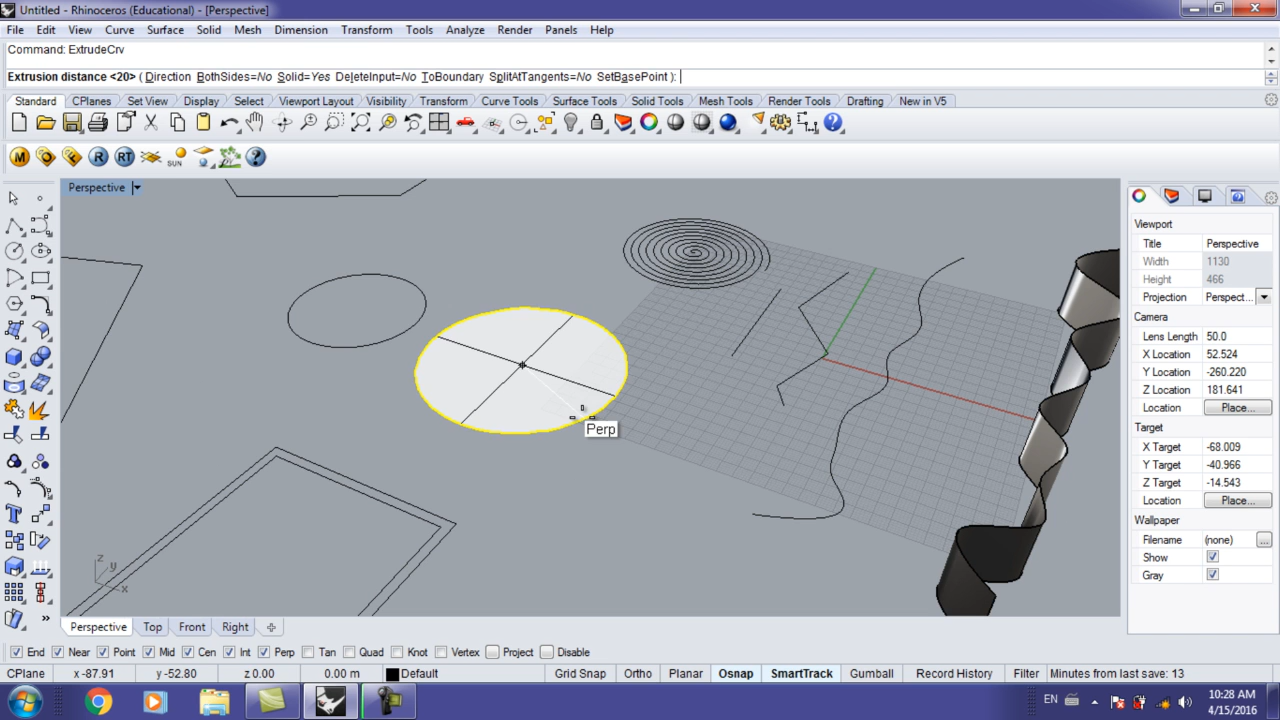 Untitled - Rhinoceros (Educational) - [Perspective]
File Edit View Curve Surface Solid Mesh Dimension Transform Tools Analyze Render Panels Help
Command: ExtrudeCrv
Extrusion distance <20> ( Direction BothSides=No Solid=Yes DeleteInput=No ToBoundary SplitAtTangents=No SetBasePoint ):
Standard CPlanes Set View Display Select Viewport Layout Visibility Transform Curve Tools Surface Tools Solid Tools Mesh Tools Render Tools Drafting New in V5
M R RT SUN
Perspective
Perp
z
y
x
Viewport
Title Perspective
Width 1130
Height 466
Projection Perspect...
Camera
Lens Length 50.0
X Location 52.524
Y Location -260.220
Z Location 181.641
Location Place...
Target
X Target -68.009
Y Target -40.966
Z Target -14.543
Location Place...
Wallpaper
Filename (none) ...
Show
Gray
Perspective Top Front Right
End Near Point Mid Cen Int Perp Tan Quad Knot Vertex Project Disable
CPlane x -87.91 y -52.80 z 0.00 0.00 m Default Grid Snap Ortho Planar Osnap SmartTrack Gumball Record History Filter Minutes from last save: 13
EN 10:28 AM
4/15/2016